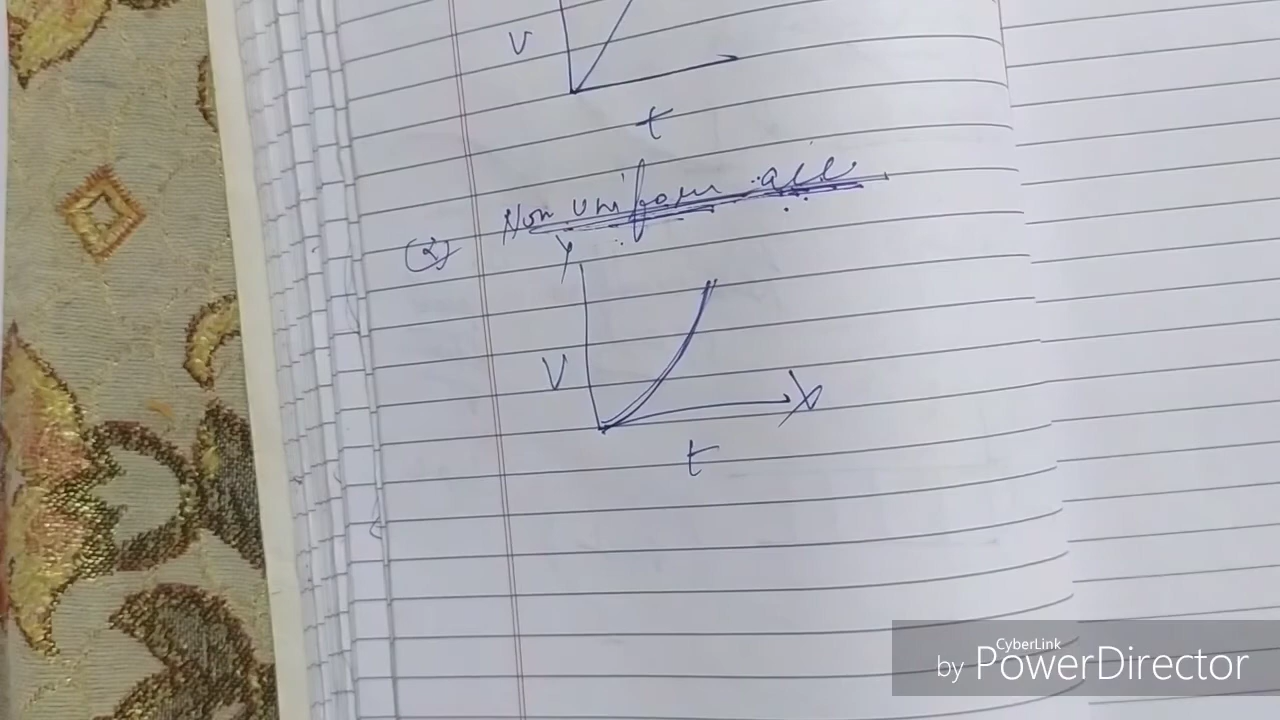 V
t
(2) Non uniform acc
Y
V
X
t
CyberLink
by PowerDirector